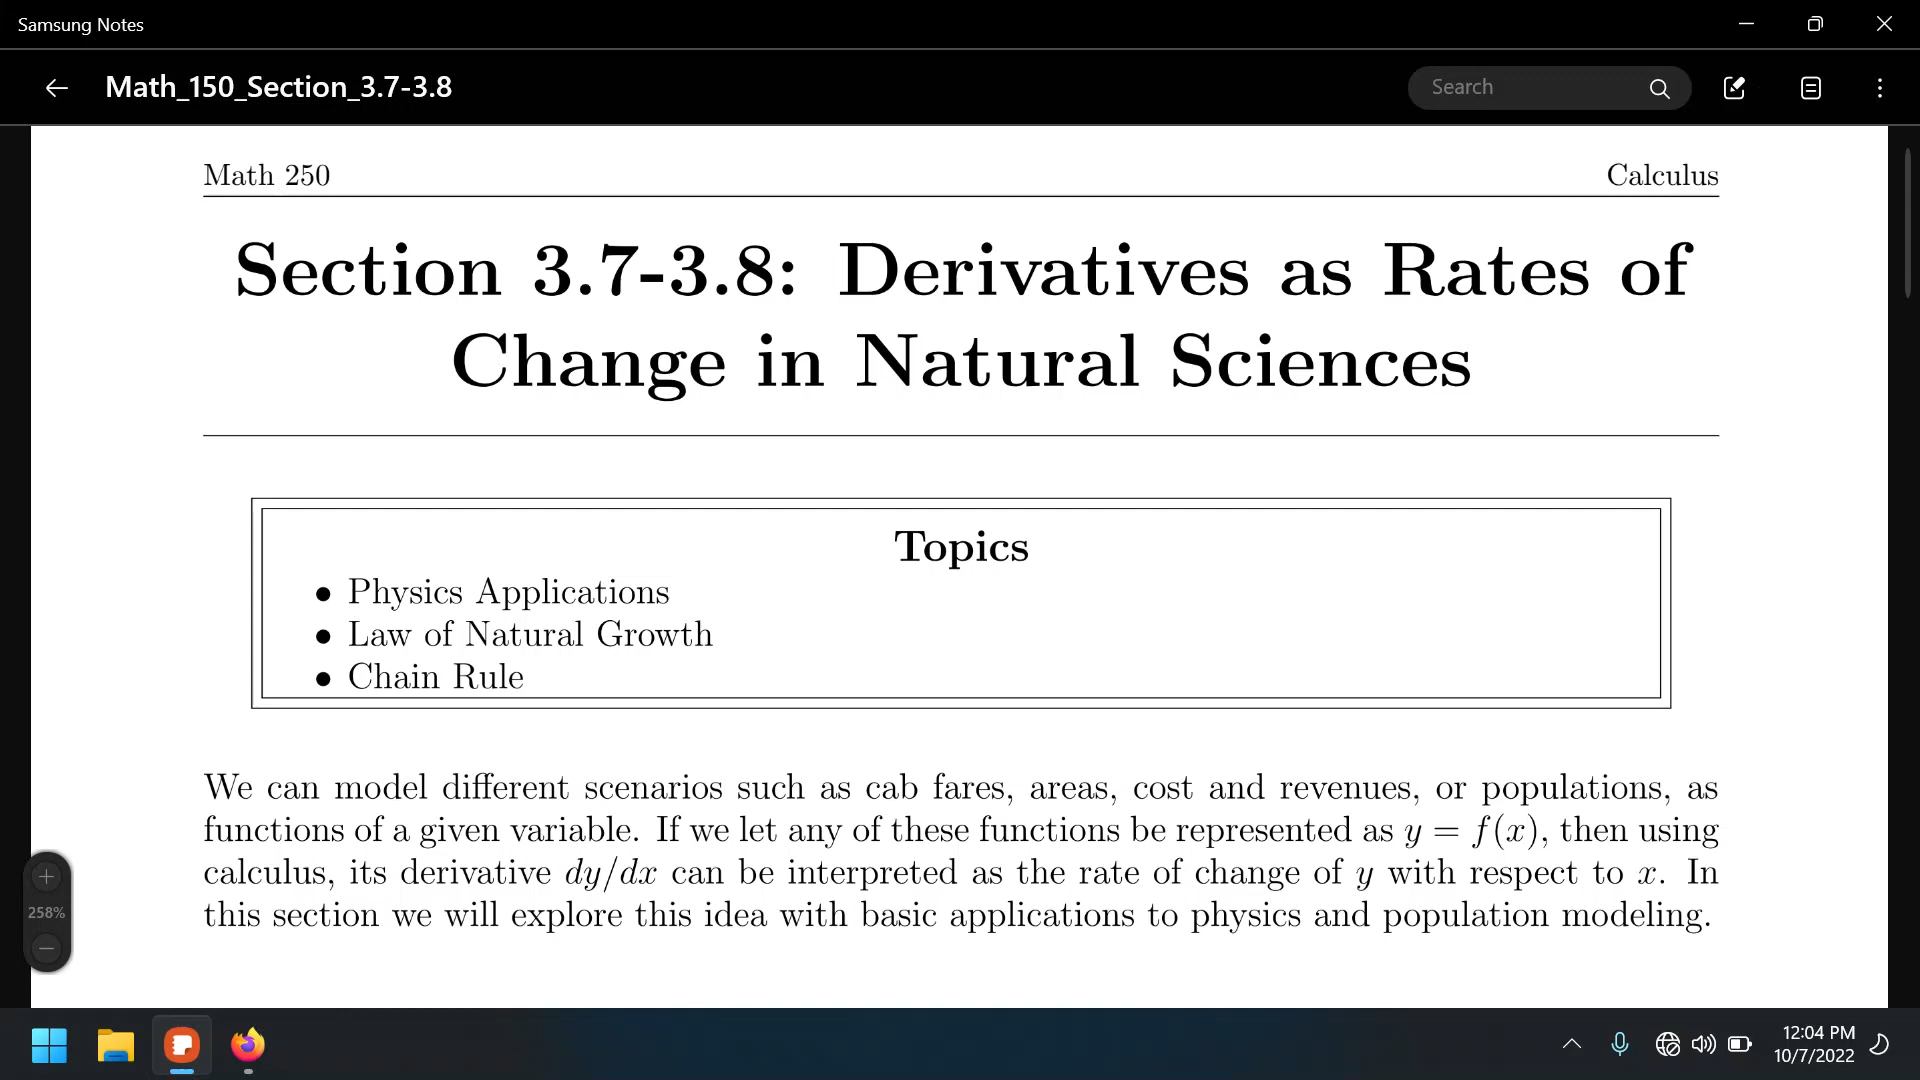 Samsung Notes
Math_150_Section_3.7-3.8
Search
Math 250
Calculus
Section 3.7-3.8: Derivatives as Rates of
Change in Natural Sciences
Topics
• Physics Applications
• Law of Natural Growth
• Chain Rule
We can model different scenarios such as cab fares, areas, cost and revenues, or populations, as
functions of a given variable. If we let any of these functions be represented as y = f(x), then using
calculus, its derivative dy/dx can be interpreted as the rate of change of y with respect to x. In
this section we will explore this idea with basic applications to physics and population modeling.
258%
12:04 PM
10/7/2022